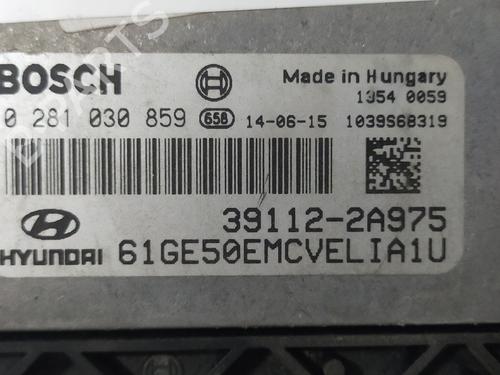 BOSCH
Made in Hungary
1354 0059
0 281 030 859 658 14-06-15 1039S68319
39112-2A975
HYUNDAI 61GE50EMCVELIA1U